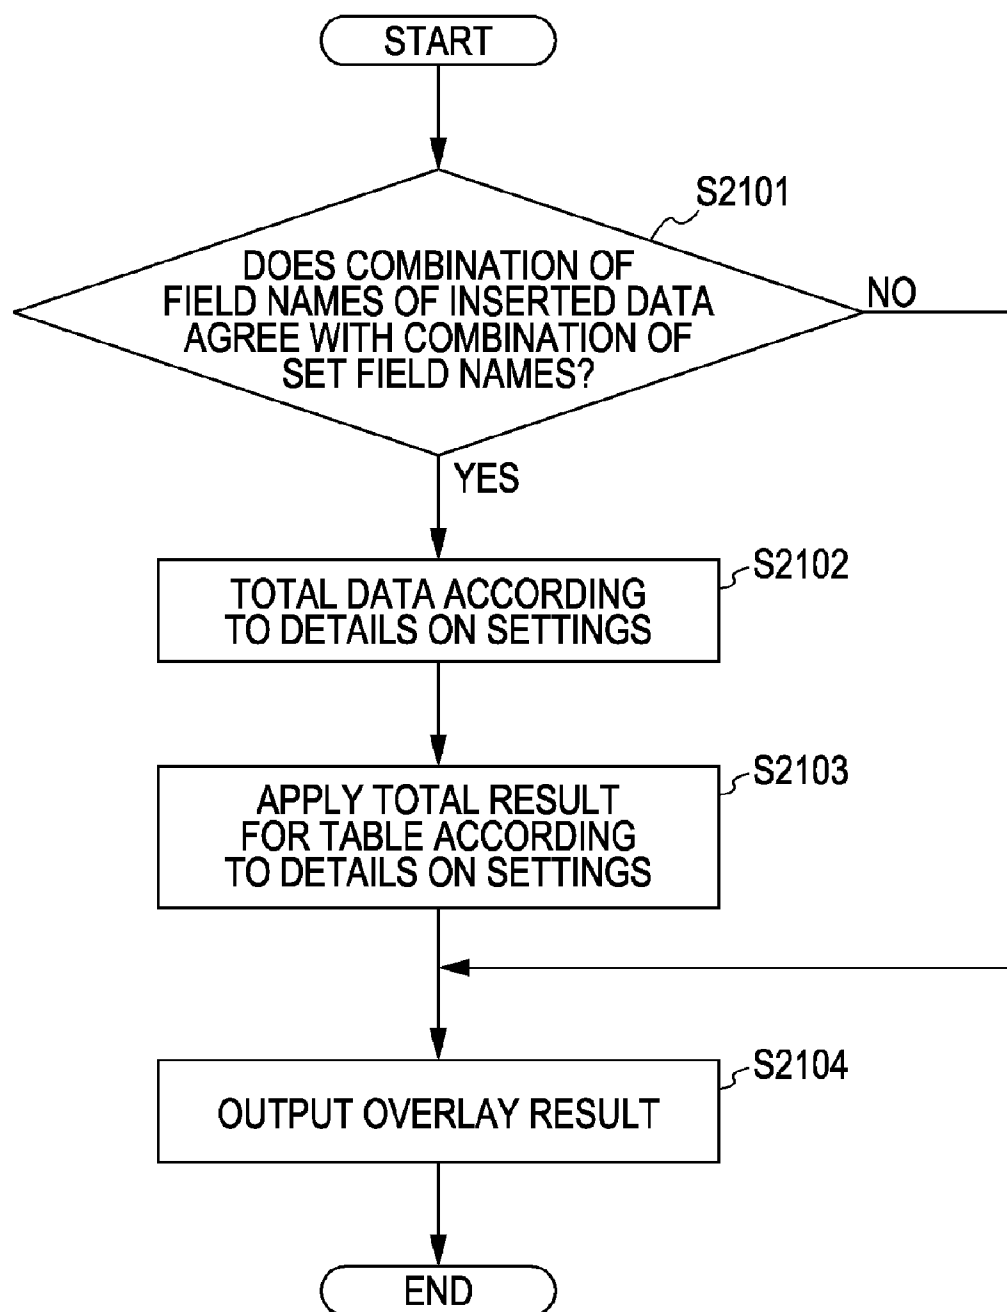 START
S2101
DOES COMBINATION OF
FIELD NAMES OF INSERTED DATA
AGREE WITH COMBINATION OF
SET FIELD NAMES?
NO
YES
S2102
TOTAL DATA ACCORDING
TO DETAILS ON SETTINGS
S2103
APPLY TOTAL RESULT
FOR TABLE ACCORDING
TO DETAILS ON SETTINGS
S2104
OUTPUT OVERLAY RESULT
END